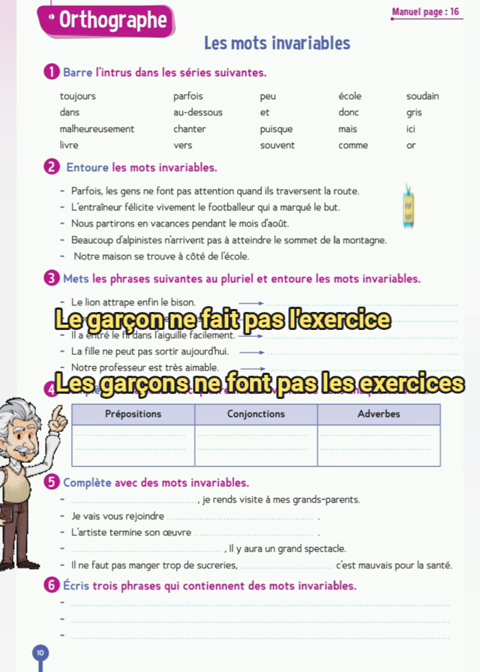 Orthographe
Manuel page : 16
Les mots invariables
1 Barre l'intrus dans les séries suivantes.
toujours parfois peu école soudain
dans au-dessous et donc gris
malheureusement chanter puisque mais ici
livre vers souvent comme or
2 Entoure les mots invariables.
- Parfois, les gens ne font pas attention quand ils traversent la route.
- L'entraîneur félicite vivement le footballeur qui a marqué le but.
- Nous partirons en vacances pendant le mois d'août.
- Beaucoup d'alpinistes n'arrivent pas à atteindre le sommet de la montagne.
- Notre maison se trouve à côté de l'école.
3 Mets les phrases suivantes au pluriel et entoure les mots invariables.
- Le lion attrape enfin le bison.
Le garçon ne fait pas l'exercice
- Il a entré le fil dans l'aiguille facilement.
- La fille ne peut pas sortir aujourd'hui.
- Notre professeur est très aimable.
Les garçons ne font pas les exercices
4
Prépositions Conjonctions Adverbes
5 Complète avec des mots invariables.
- , je rends visite à mes grands-parents.
- Je vais vous rejoindre .
- L'artiste termine son œuvre .
- , Il y aura un grand spectacle.
- Il ne faut pas manger trop de sucreries, c'est mauvais pour la santé.
6 Écris trois phrases qui contiennent des mots invariables.
-
-
-
10